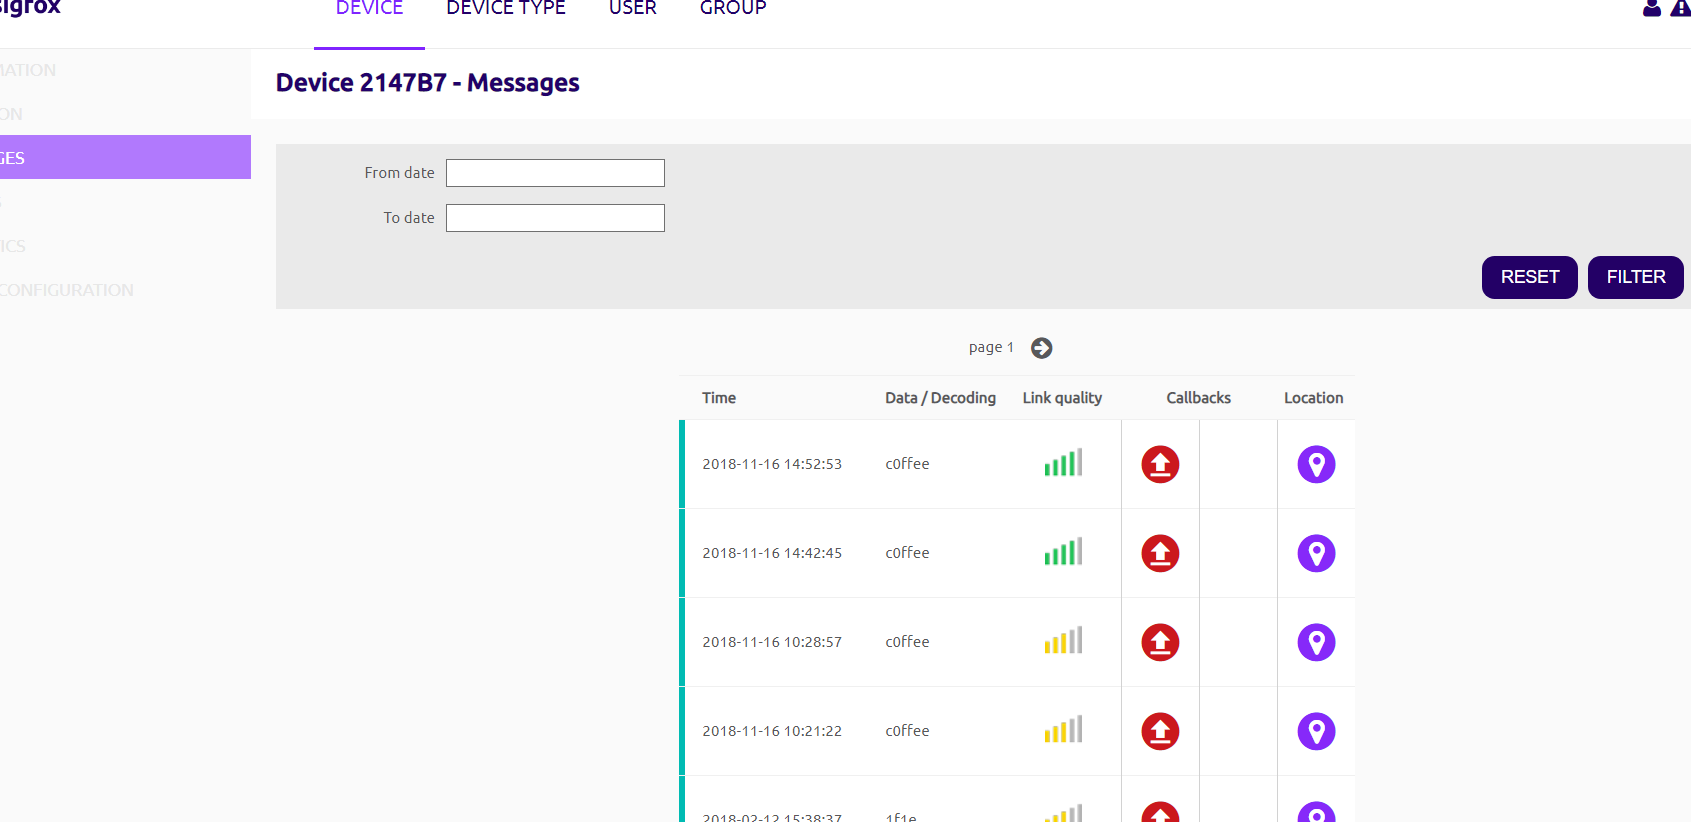 sigfox
DEVICE DEVICE TYPE USER GROUP
MATION
ON
Device 2147B7 - Messages
GES
From date
To date
ICS
CONFIGURATION
RESET FILTER
page 1
Time Data / Decoding Link quality Callbacks Location
2018-11-16 14:52:53 c0ffee
2018-11-16 14:42:45 c0ffee
2018-11-16 10:28:57 c0ffee
2018-11-16 10:21:22 c0ffee
2018-02-12 15:38:37 1f1e